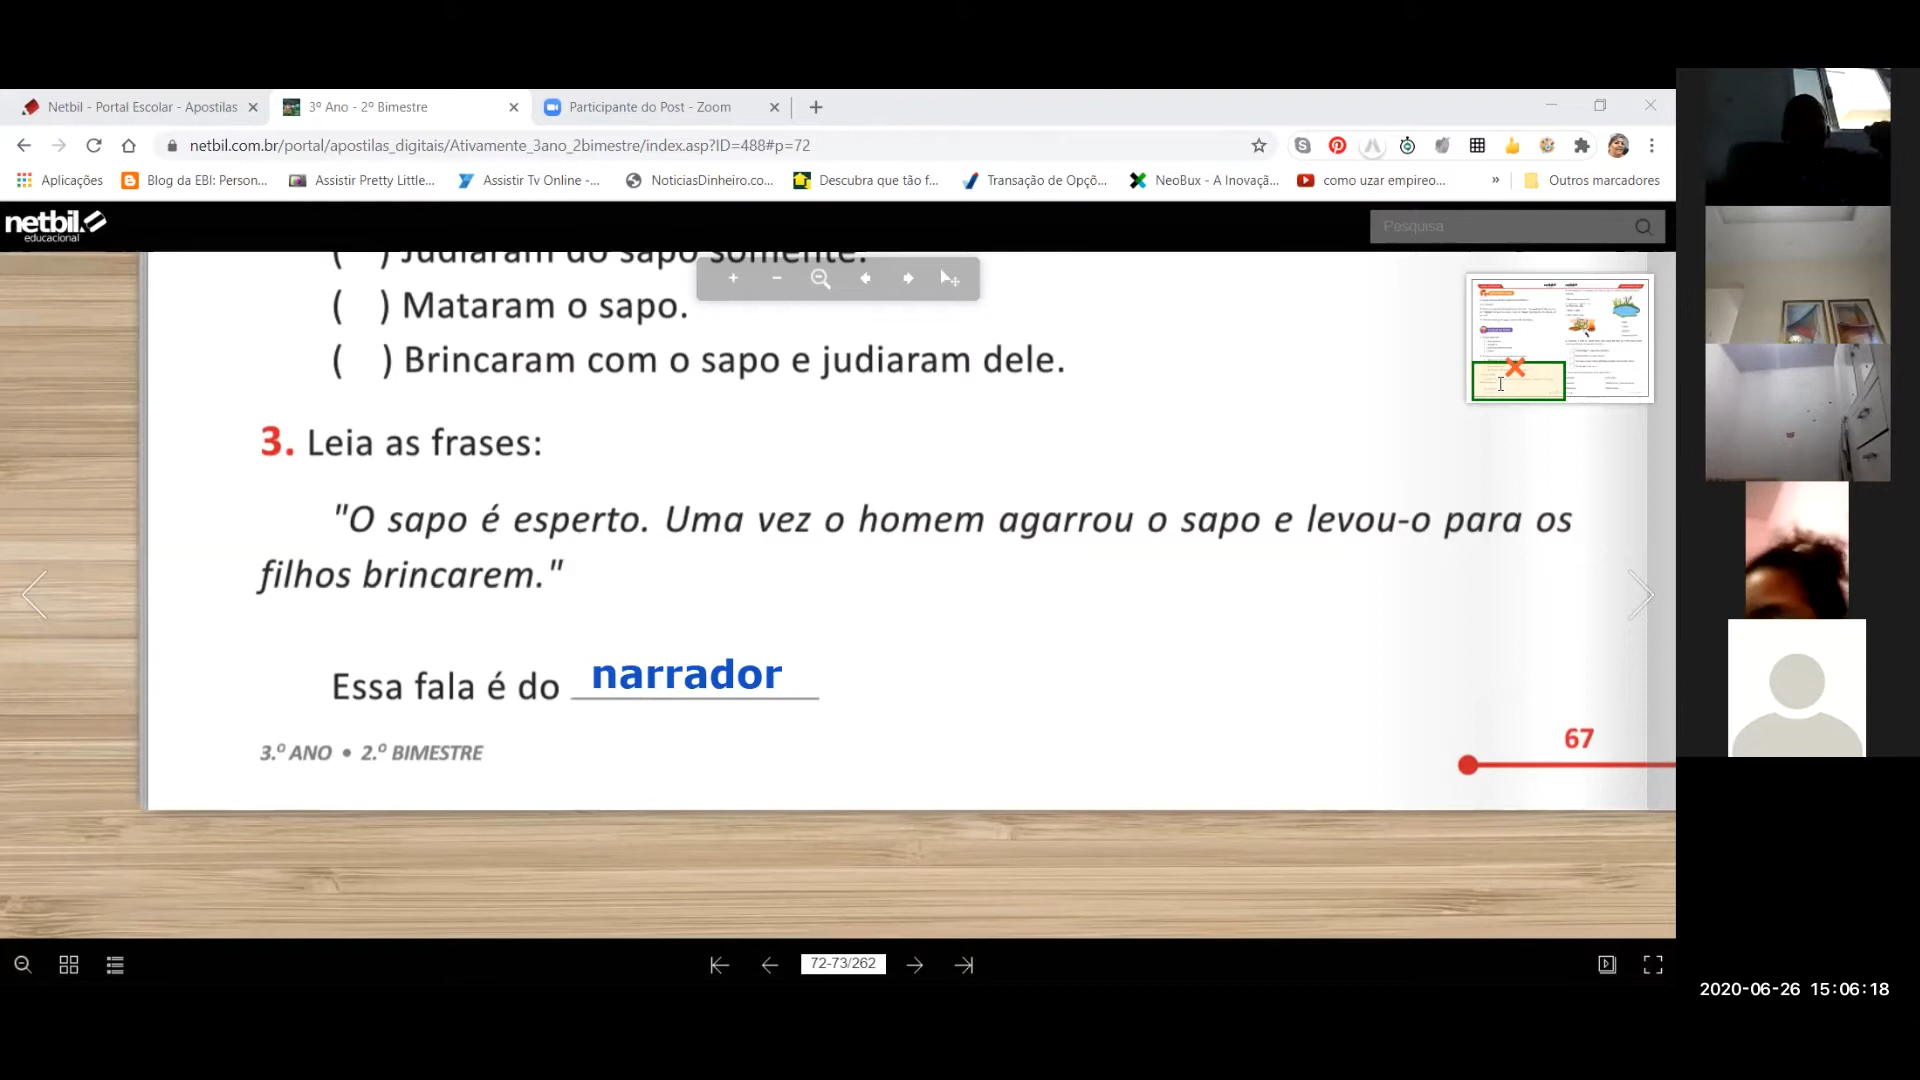 Netbil - Portal Escolar - Apostilas
3º Ano - 2º Bimestre
Participante do Post - Zoom
netbil.com.br/portal/apostilas_digitais/Ativamente_3ano_2bimestre/index.asp?ID=488#p=72
Aplicações
Blog da EBI: Person...
Assistir Pretty Little...
Assistir Tv Online -...
NoticiasDinheiro.co...
Descubra que tão f...
Transação de Opçõ...
NeoBux - A Inovaçã...
como uzar empireo...
»
Outros marcadores
netbil
educacional
Pesquisa
( ) Judiaram do sapo somente.
( ) Mataram o sapo.
( ) Brincaram com o sapo e judiaram dele.
3. Leia as frases:
"O sapo é esperto. Uma vez o homem agarrou o sapo e levou-o para os
filhos brincarem."
Essa fala é do narrador
3.º ANO • 2.º BIMESTRE
67
72-73/262
2020-06-26 15:06:18